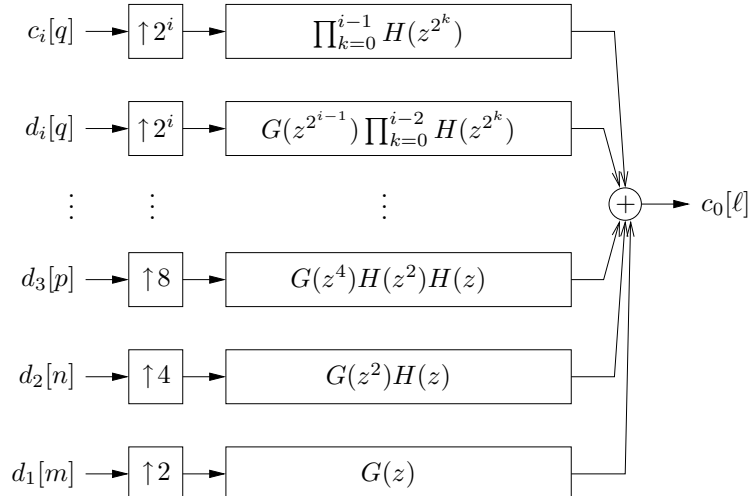 c_i[q] ↑2^i ∏_{k=0}^{i−1} H(z^{2^k})
d_i[q] ↑2^i G(z^{2^{i−1}}) ∏_{k=0}^{i−2} H(z^{2^k})
⋮ ⋮ ⋮
+ c_0[ℓ]
d_3[p] ↑8 G(z^4)H(z^2)H(z)
d_2[n] ↑4 G(z^2)H(z)
d_1[m] ↑2 G(z)